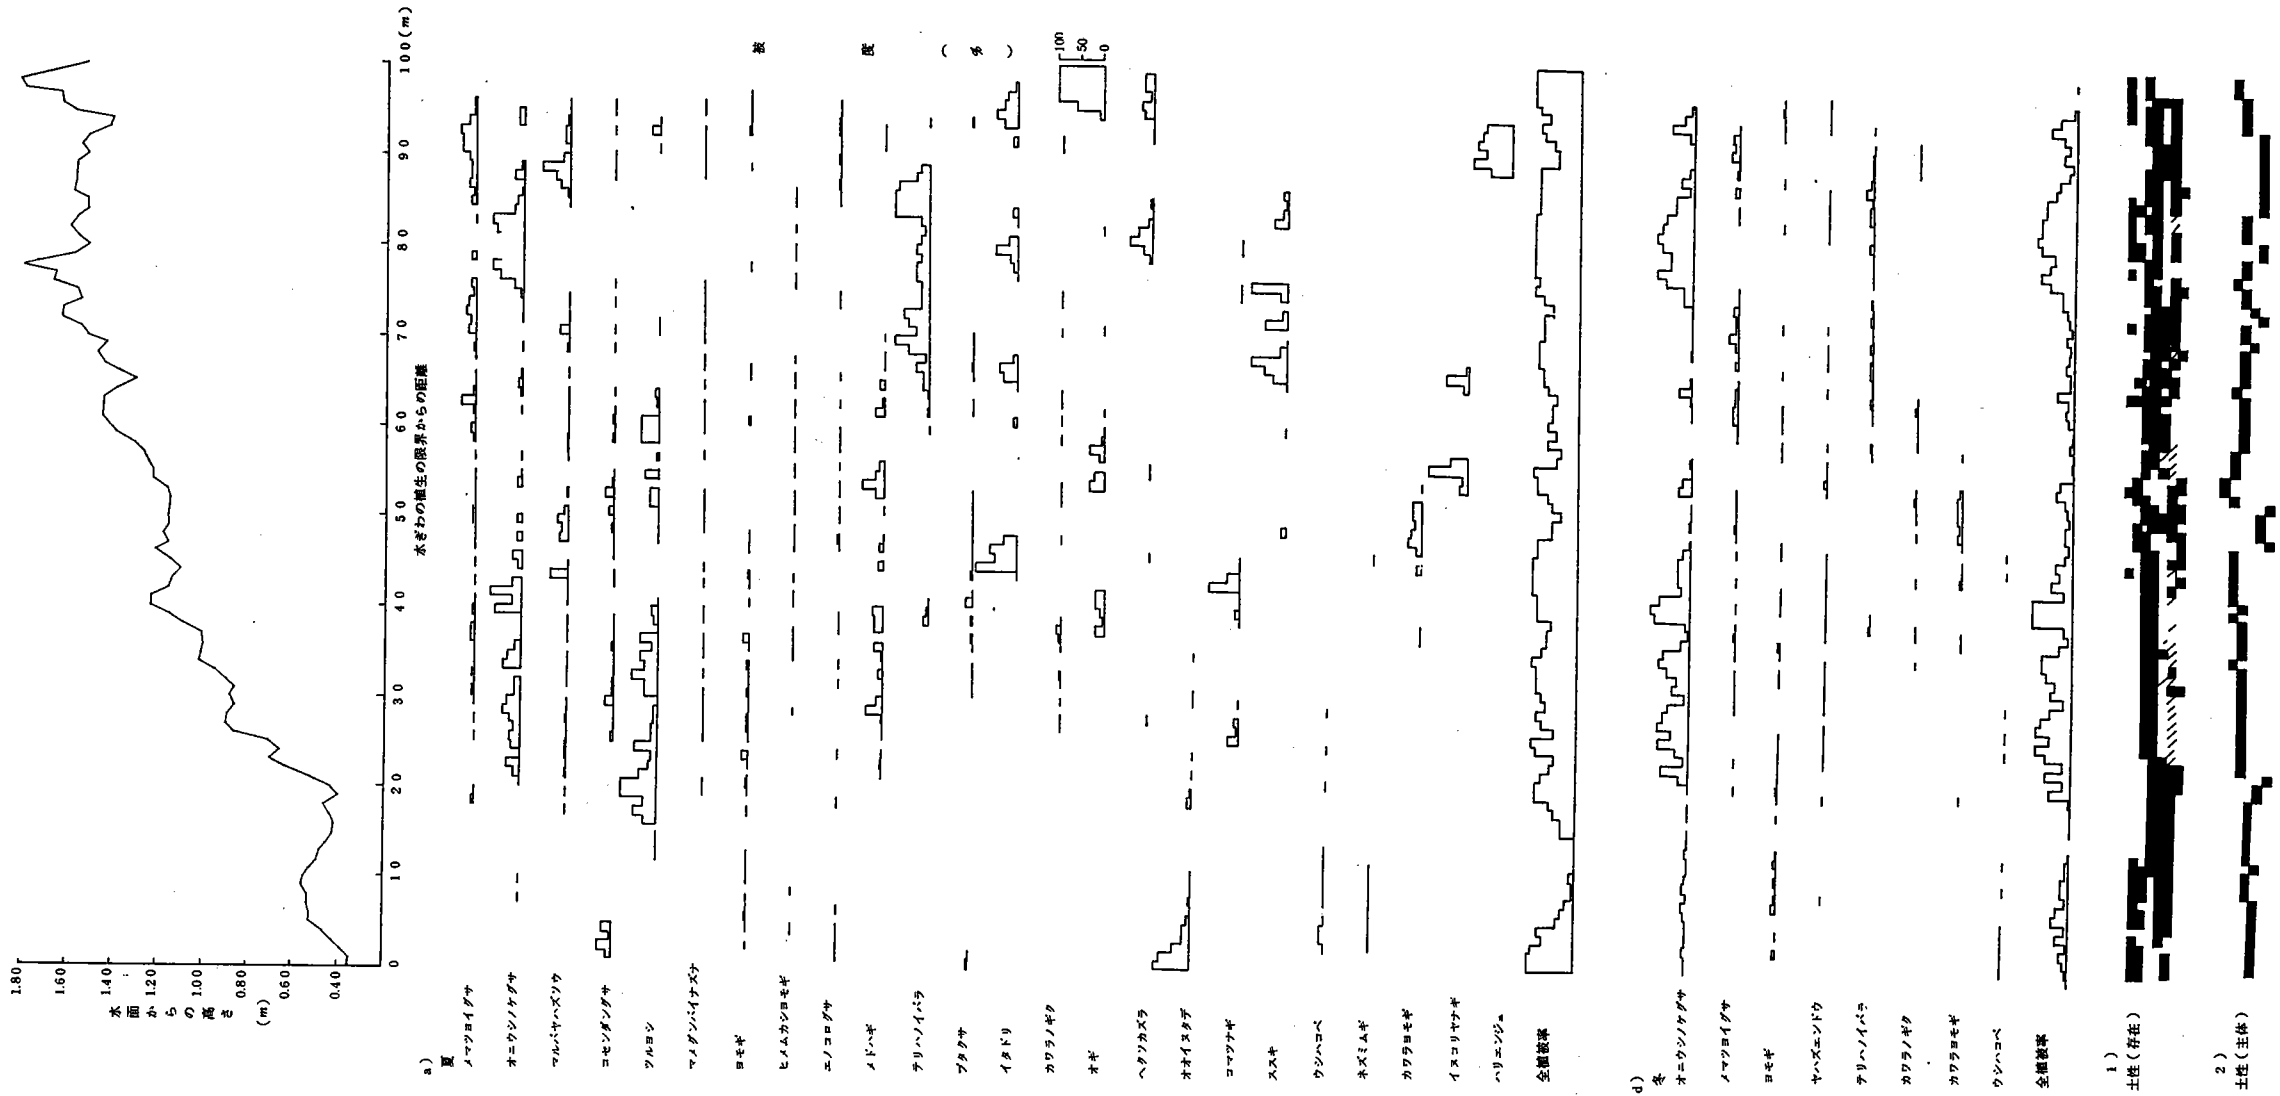 1.80
1.60
1.40
1.20
1.00
0.80
0.60
0.40
水面からの高さ
(m)
0 10 20 30 40 50 60 70 80 90 100(m)
水ぎわの植生の限界からの距離
a)
夏
メマツヨイグサ
オニウシノケグサ
マルバヤハズソウ
コセンダングサ
ツルヨシ
マメグンバイナズナ
ヨモギ
ヒメムカシヨモギ
エノコログサ
メドハギ
テリハノイバラ
ブタクサ
イタドリ
カワラノギク
オギ
ヘクソカズラ
オオイヌタデ
コマツナギ
ススキ
ウシハコベ
ネズミムギ
カワラヨモギ
イヌコリヤナギ
ハリエンジュ
全植被率
被度(%)
100
50
0
d)
冬
オニウシノケグサ
メマツヨイグサ
ヨモギ
ヤハズエンドウ
テリハノイバラ
カワラノギク
カワラヨモギ
ウシハコベ
全植被率
1)
土性(存在)
2)
土性(主体)